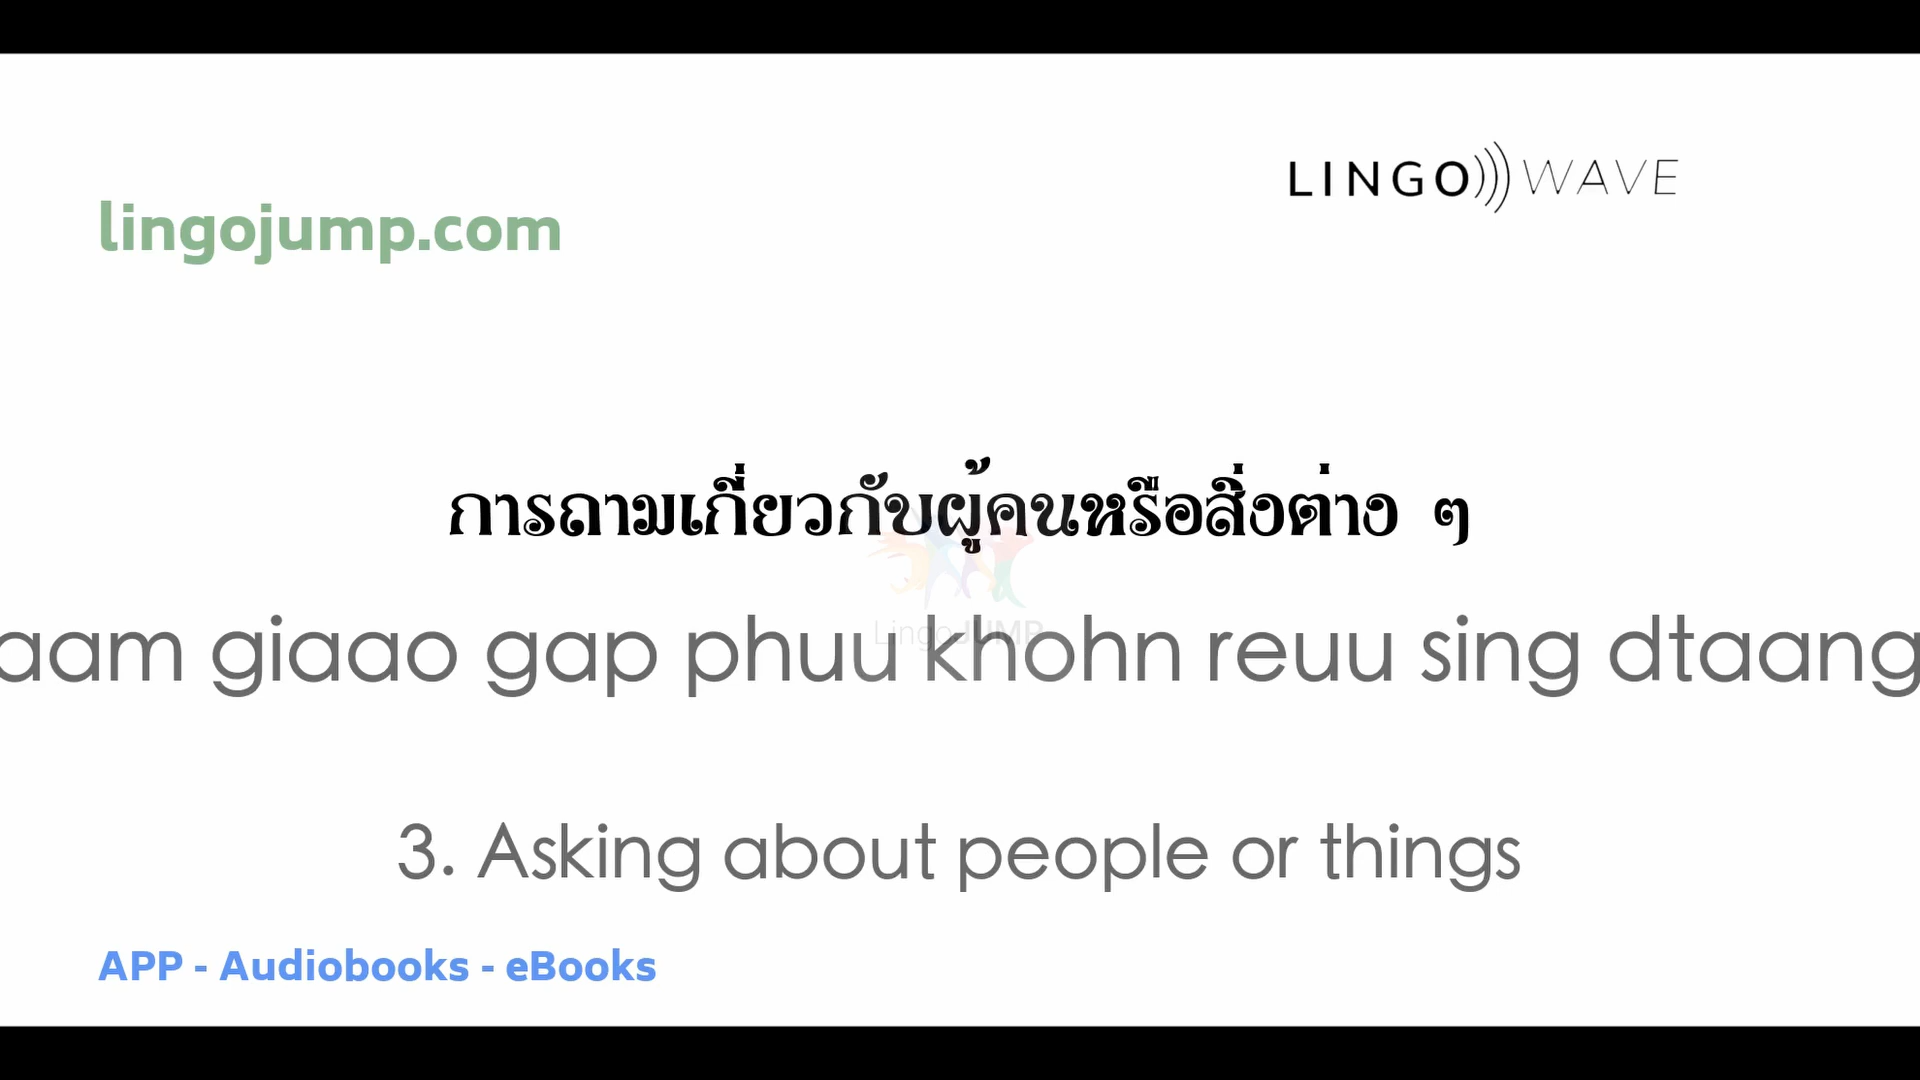 LINGO WAVE
lingojump.com
การถามเกี่ยวกับผู้คนหรือสิ่งต่าง ๆ
aam giaao gap phuu khohn reuu sing dtaang
LingoJUMP
3. Asking about people or things
APP - Audiobooks - eBooks